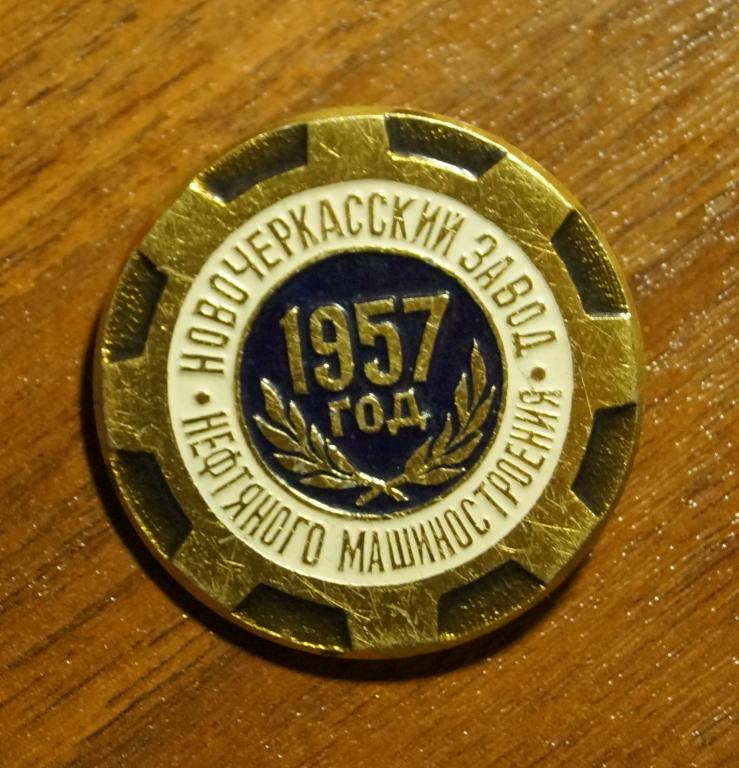 НОВОЧЕРКАССКИЙ ЗАВОД
НЕФТЯНОГО МАШИНОСТРОЕНИЯ
1957
ГОД